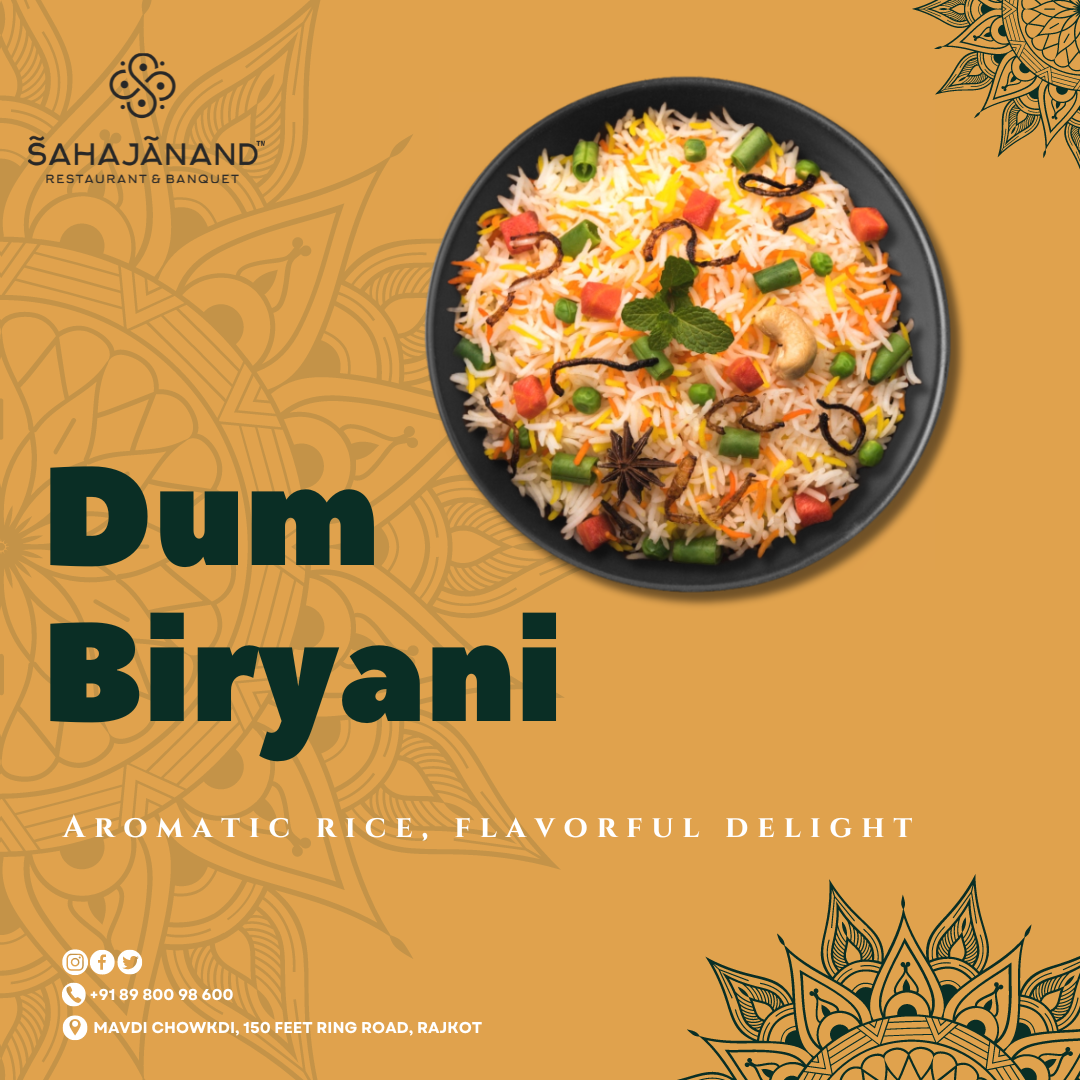 S̃AHAJÃNAND™
RESTAURANT & BANQUET
Dum
Biryani
AROMATIC RICE, FLAVORFUL DELIGHT
+91 89 800 98 600
MAVDI CHOWKDI, 150 FEET RING ROAD, RAJKOT